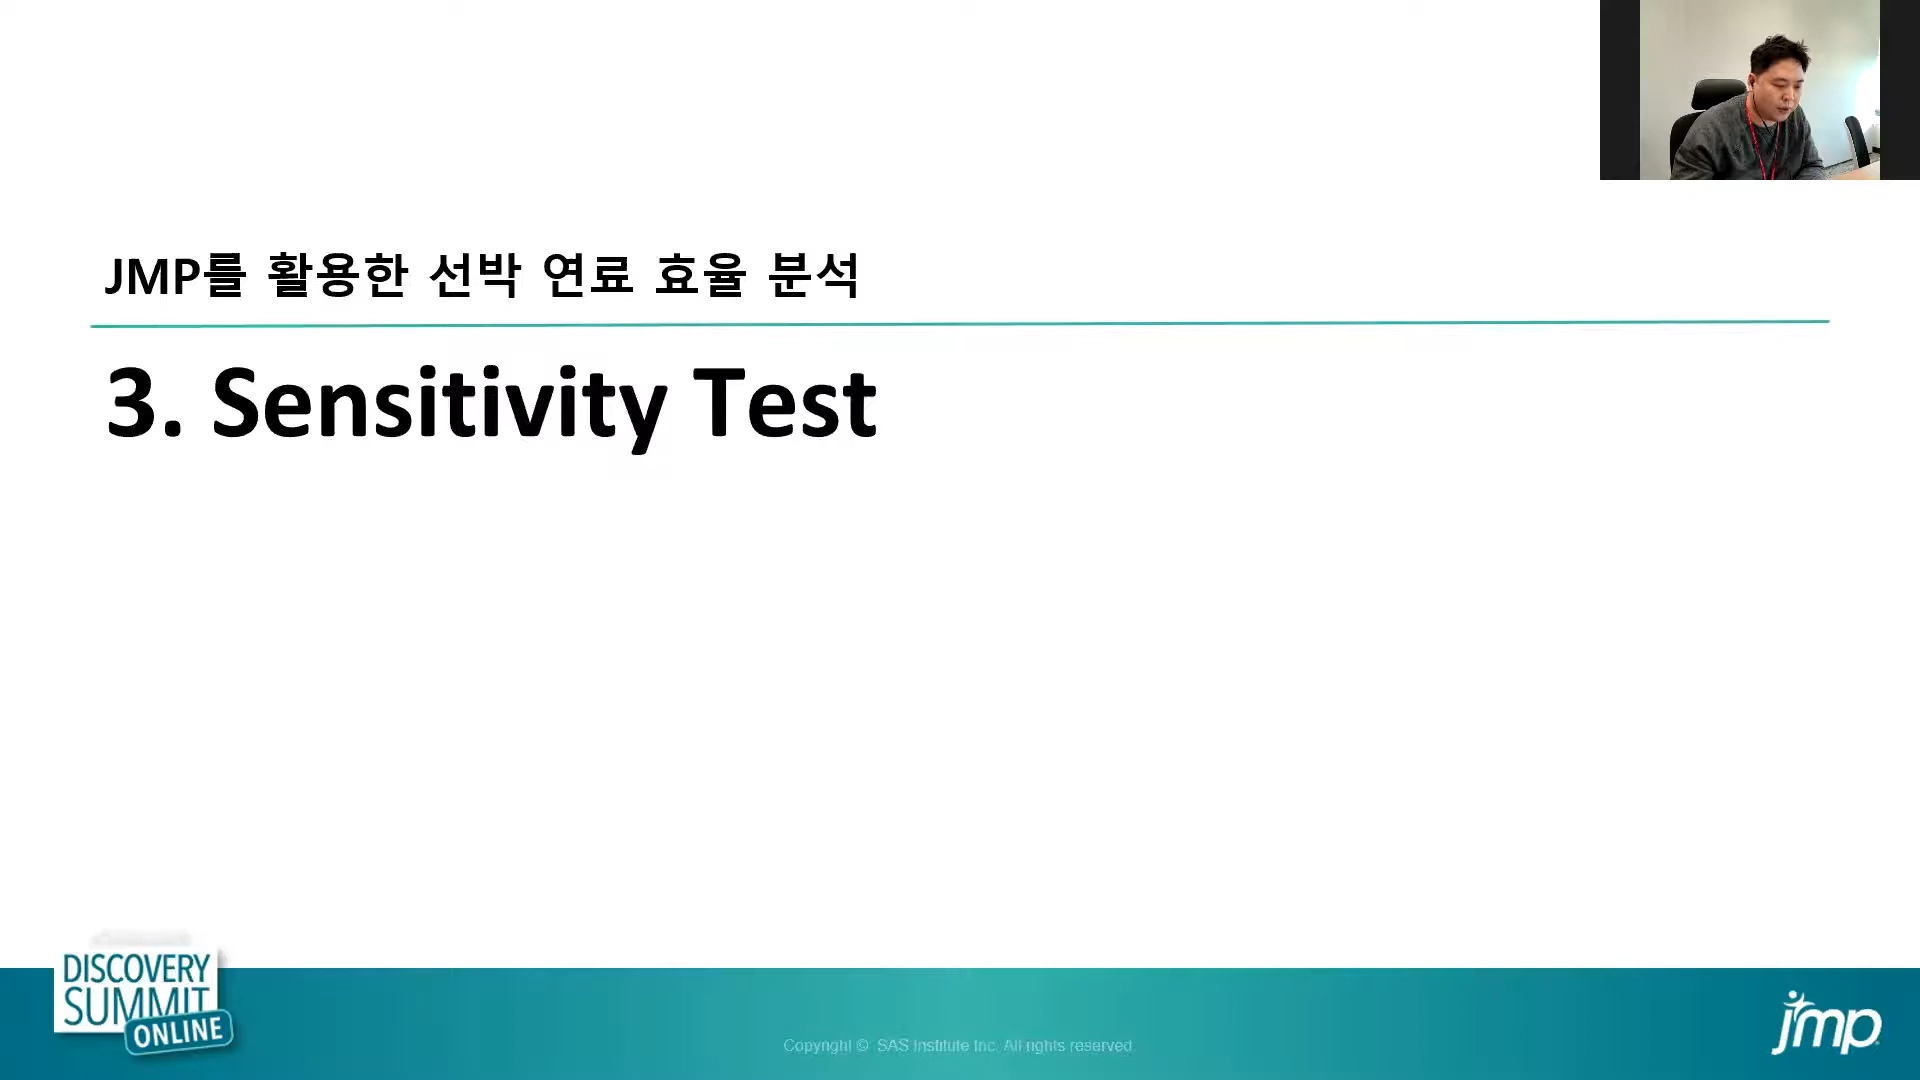 JMP를 활용한 선박 연료 효율 분석
3. Sensitivity Test
DISCOVERY
SUMMIT
ONLINE
Copyright © SAS Institute Inc. All rights reserved.
jmp